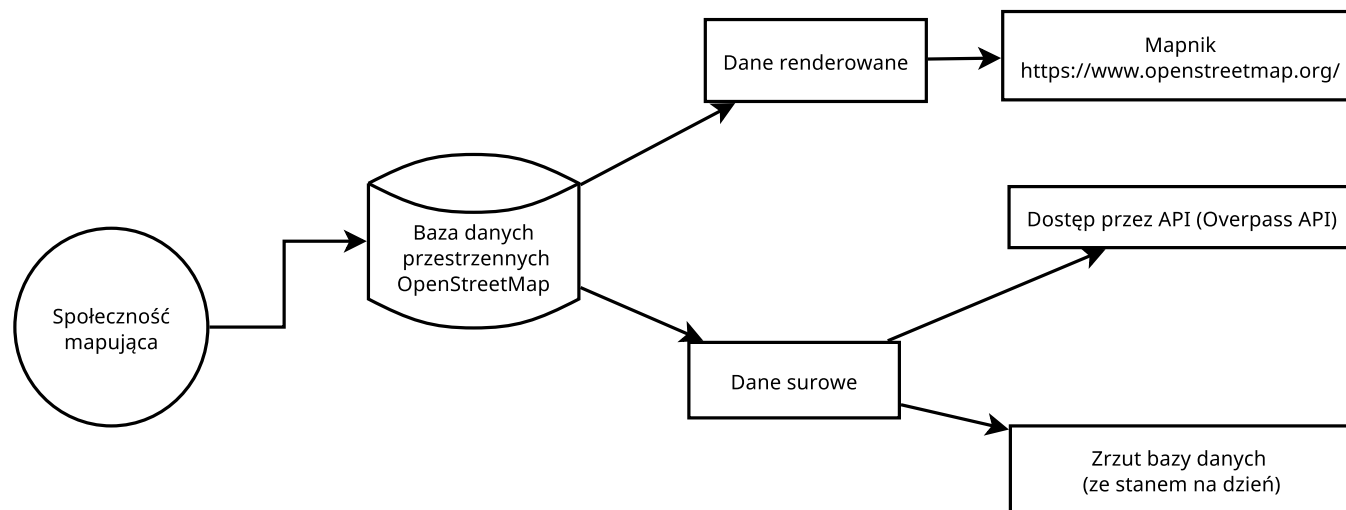 Dane renderowane
Mapnik
https://www.openstreetmap.org/
Dostęp przez API (Overpass API)
Baza danych
przestrzennych
OpenStreetMap
Społeczność
mapująca
Dane surowe
Zrzut bazy danych
(ze stanem na dzień)